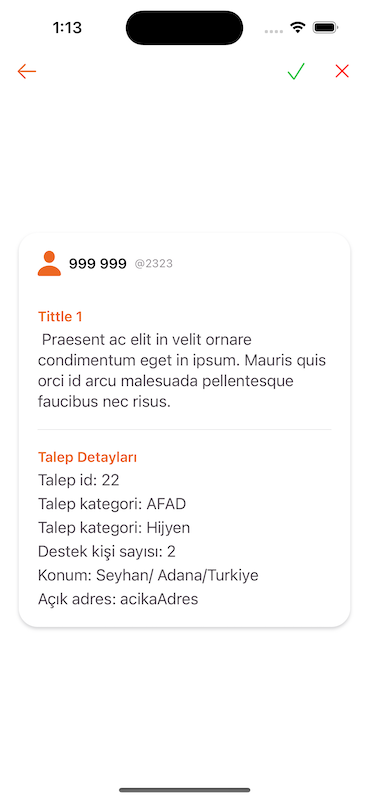 1:13
999 999 @2323
Tittle 1
Praesent ac elit in velit ornare
condimentum eget in ipsum. Mauris quis
orci id arcu malesuada pellentesque
faucibus nec risus.
Talep Detayları
Talep id: 22
Talep kategori: AFAD
Talep kategori: Hijyen
Destek kişi sayısı: 2
Konum: Seyhan/ Adana/Turkiye
Açık adres: acikaAdres